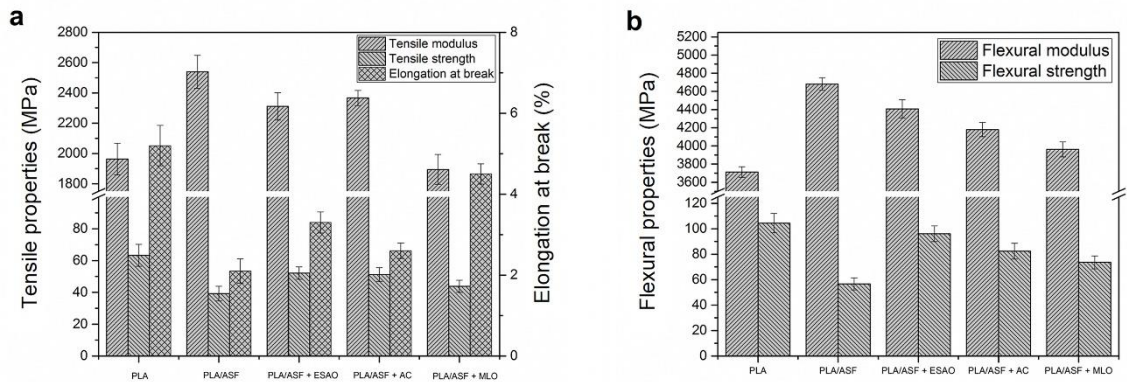 a
2800
2600
2400
2200
2000
1800
80
60
40
20
0
Tensile properties (MPa)
Tensile modulus
Tensile strength
Elongation at break
8
6
4
2
0
Elongation at break (%)
PLA
PLA/ASF
PLA/ASF + ESAO
PLA/ASF + AC
PLA/ASF + MLO
b
5200
4800
4400
4200
4000
3800
3600
120
100
80
60
40
20
0
Flexural properties (MPa)
Flexural modulus
Flexural strength
PLA
PLA/ASF
PLA/ASF + ESAO
PLA/ASF + AC
PLA/ASF + MLO